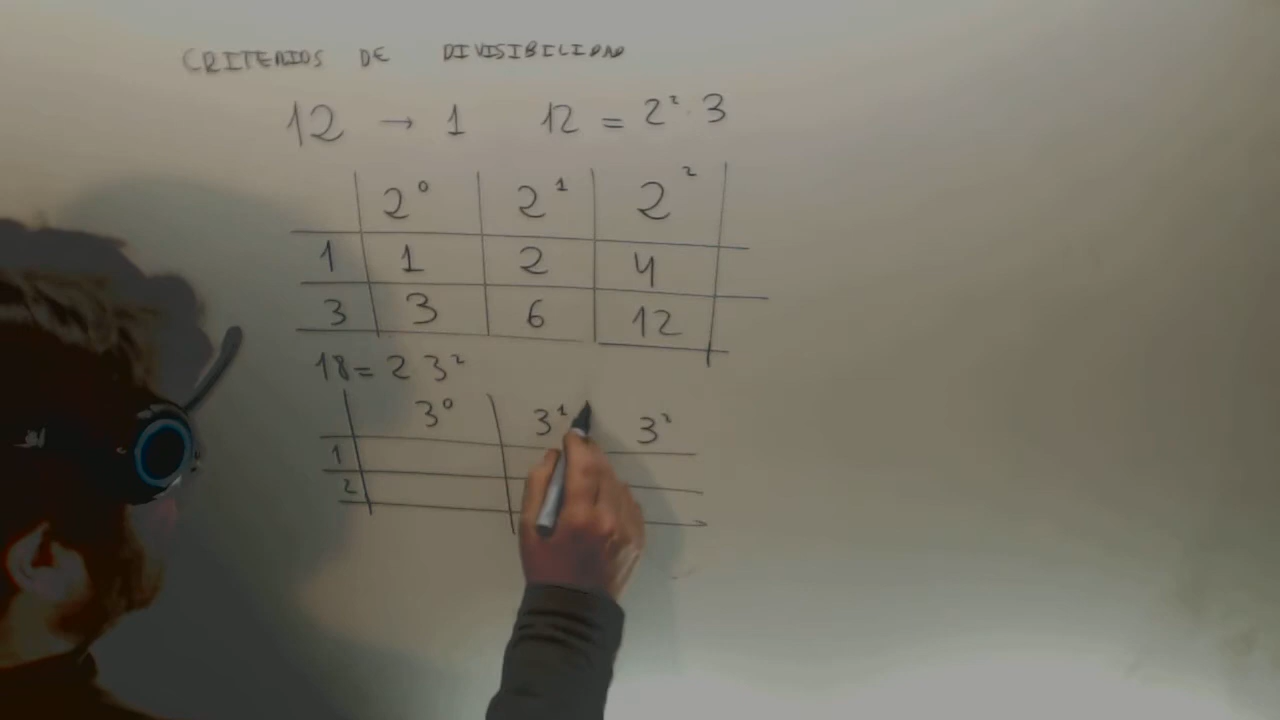 CRITERIOS DE DIVISIBILIDAD
12 → 1 12 = 2² · 3
2⁰ 2¹ 2²
1 1 2 4
3 3 6 12
18 = 2 3²
3⁰ 3¹ 3²
1
2